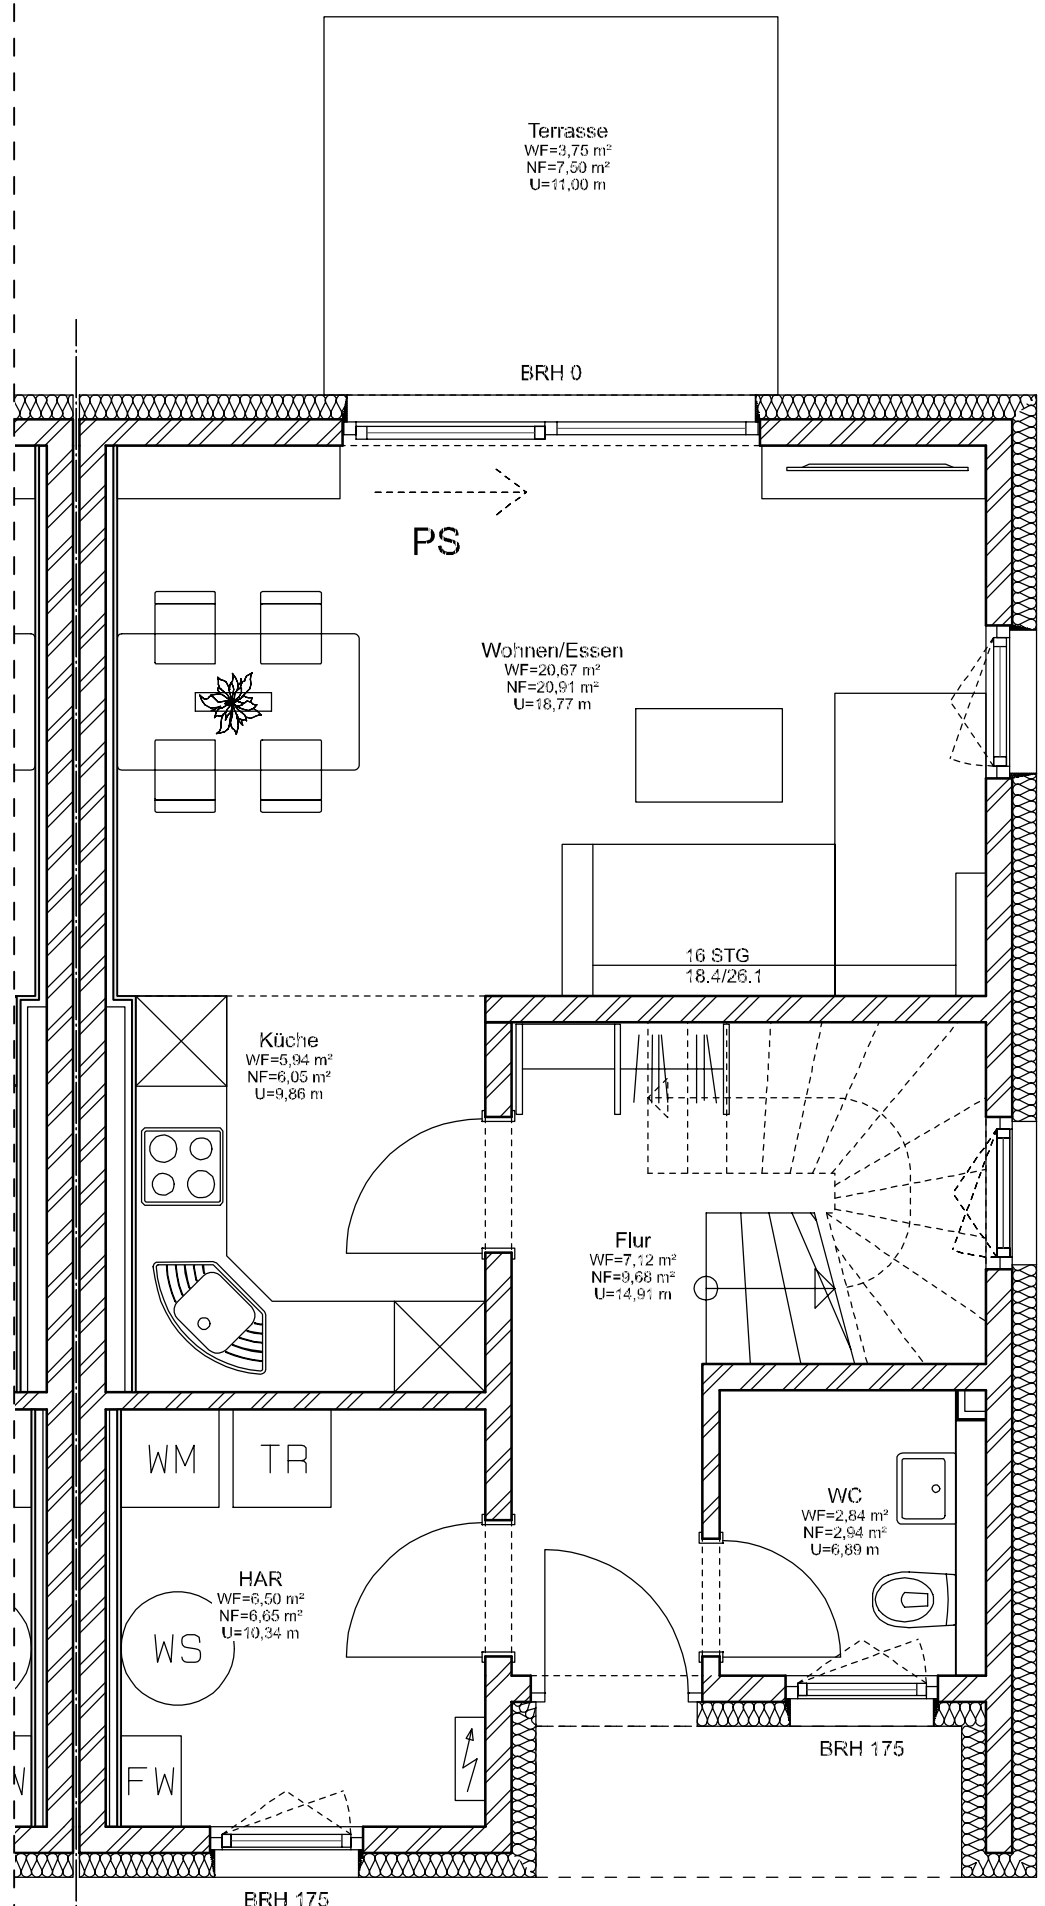 Terrasse
WF=3,75 m²
NF=7,50 m²
U=11,00 m
BRH 0
PS
Wohnen/Essen
WF=20,67 m²
NF=20,91 m²
U=18,77 m
16 STG
18.4/26.1
Küche
WF=5,94 m²
NF=6,05 m²
U=9,86 m
Flur
WF=7,12 m²
NF=9,68 m²
U=14,91 m
WM
TR
WC
WF=2,84 m²
NF=2,94 m²
U=6,89 m
HAR
WF=6,50 m²
NF=6,65 m²
U=10,34 m
WS
BRH 175
FW
BRH 175